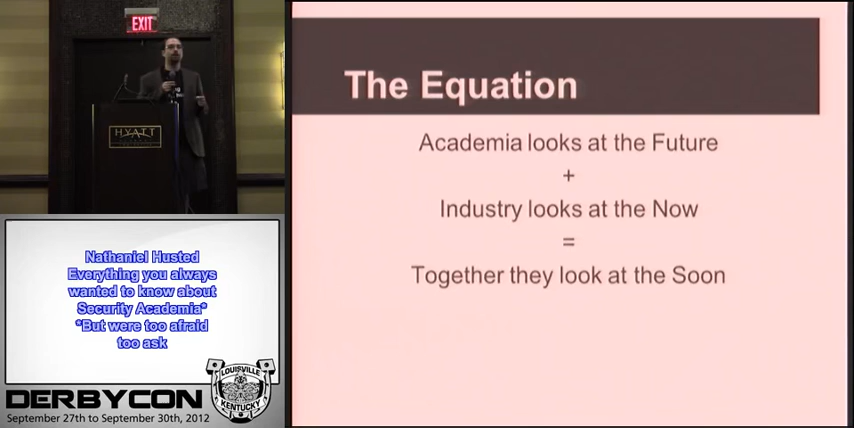 EXIT
HYATT
Nathaniel Husted
Everything you always
wanted to know about
Security Academia*
*But were too afraid
too ask
LOUISVILLE
KENTUCKY
DERBYCON
September 27th to September 30th, 2012
The Equation
Academia looks at the Future
+
Industry looks at the Now
=
Together they look at the Soon